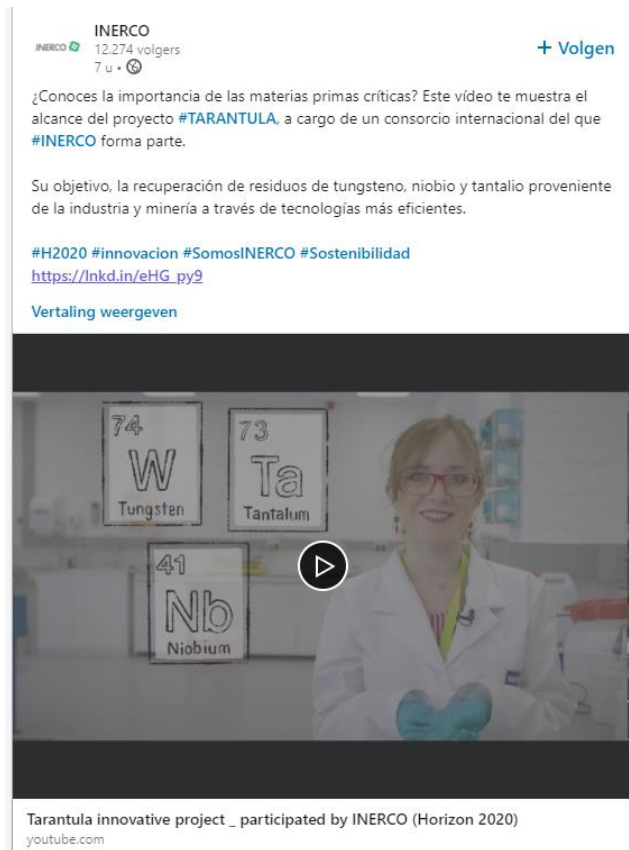 INERCO
INERCO
12.274 volgers
7 u •
+ Volgen
¿Conoces la importancia de las materias primas críticas? Este vídeo te muestra el
alcance del proyecto #TARANTULA, a cargo de un consorcio internacional del que
#INERCO forma parte.
Su objetivo, la recuperación de residuos de tungsteno, niobio y tantalio proveniente
de la industria y minería a través de tecnologías más eficientes.
#H2020 #innovacion #SomosINERCO #Sostenibilidad
https://lnkd.in/eHG_py9
Vertaling weergeven
74
W
Tungsten
73
Ta
Tantalum
41
Nb
Niobium
Tarantula innovative project _ participated by INERCO (Horizon 2020)
youtube.com